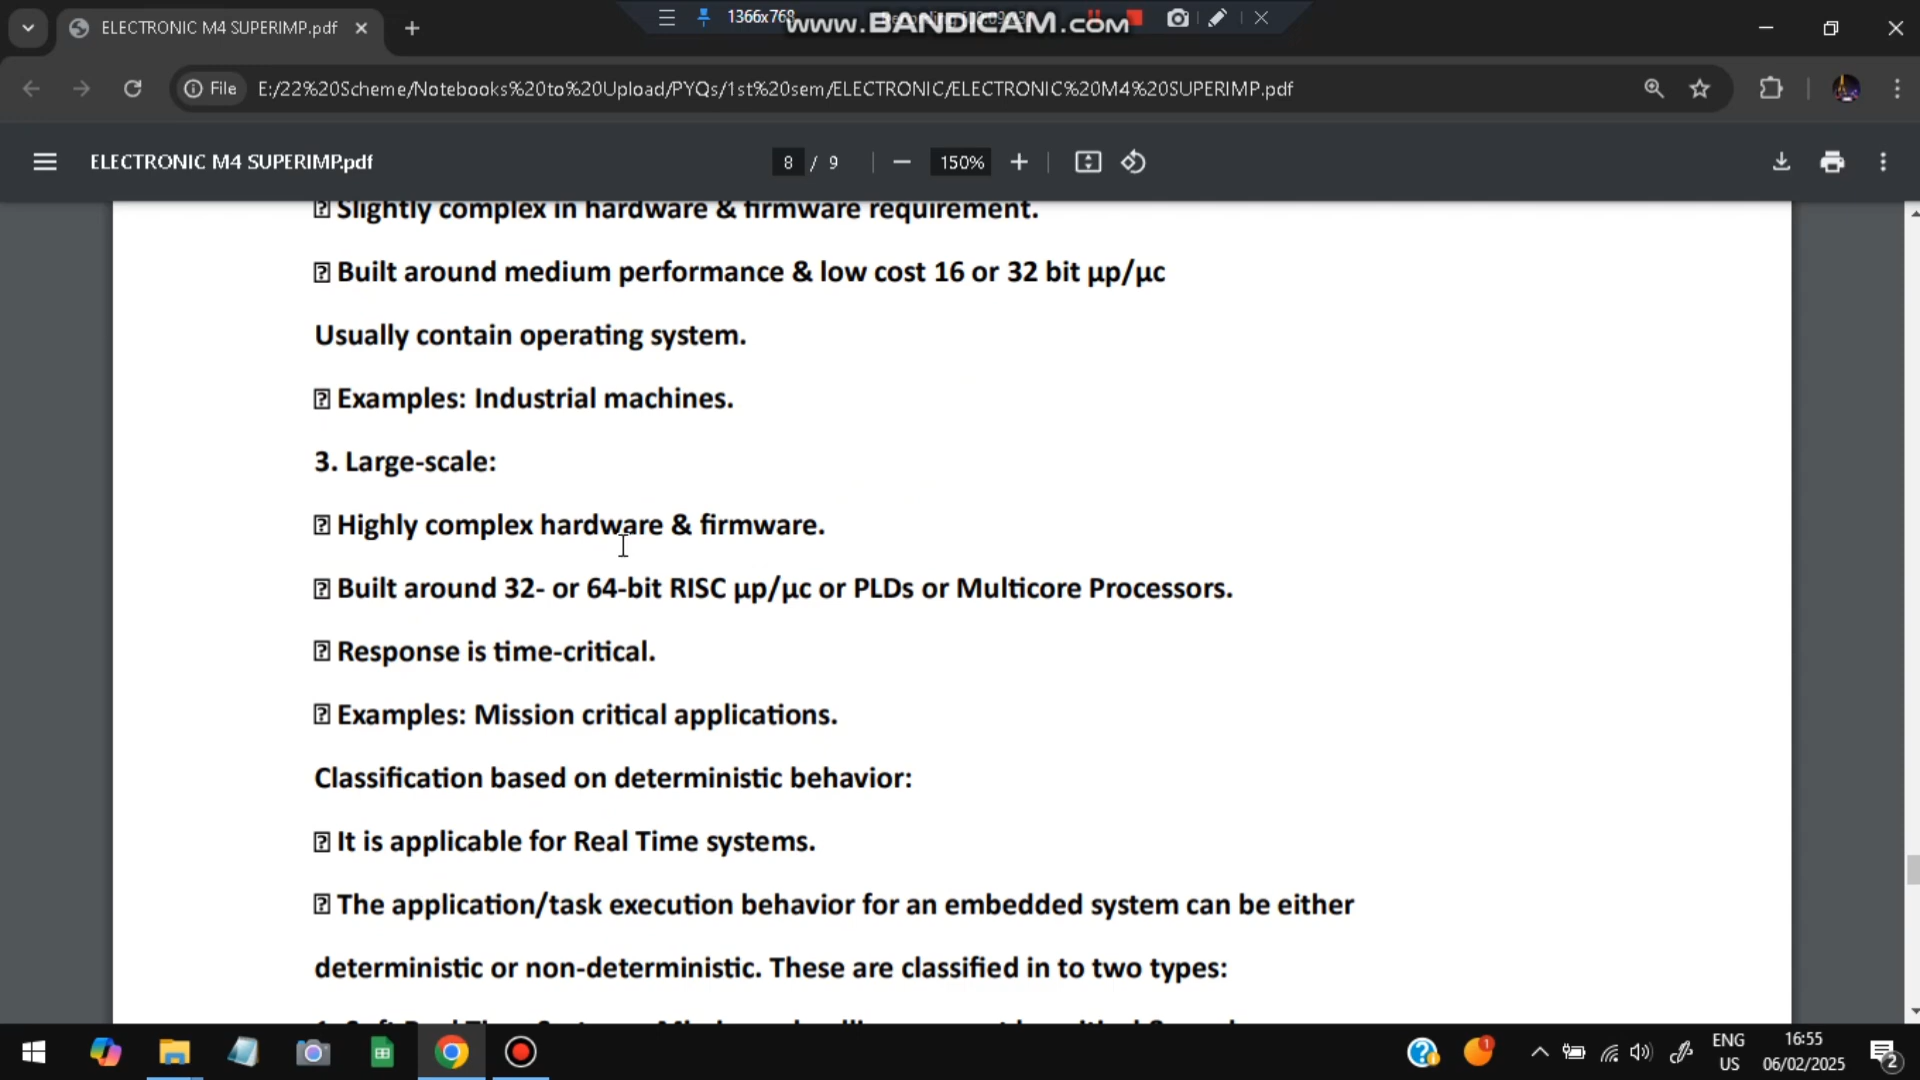 ELECTRONIC M4 SUPERIMP.pdf
1366x768
www.BANDICAM.com
File
E:/22%20Scheme/Notebooks%20to%20Upload/PYQs/1st%20sem/ELECTRONIC/ELECTRONIC%20M4%20SUPERIMP.pdf
ELECTRONIC M4 SUPERIMP.pdf
8 / 9
150%
Slightly complex in hardware & firmware requirement.
Built around medium performance & low cost 16 or 32 bit μp/μc
Usually contain operating system.
Examples: Industrial machines.
3. Large-scale:
Highly complex hardware & firmware.
Built around 32- or 64-bit RISC μp/μc or PLDs or Multicore Processors.
Response is time-critical.
Examples: Mission critical applications.
Classification based on deterministic behavior:
It is applicable for Real Time systems.
The application/task execution behavior for an embedded system can be either
deterministic or non-deterministic. These are classified in to two types:
1
ENG
US
16:55
06/02/2025
2